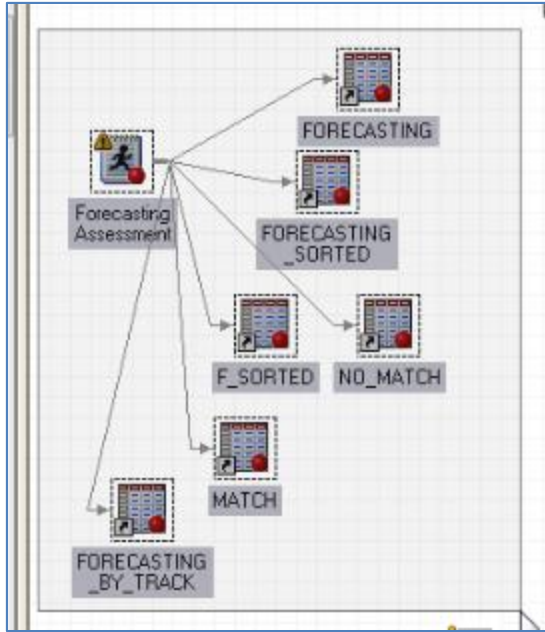 FORECASTING
Forecasting
Assessment
FORECASTING
_SORTED
F_SORTED
NO_MATCH
MATCH
FORECASTING
_BY_TRACK